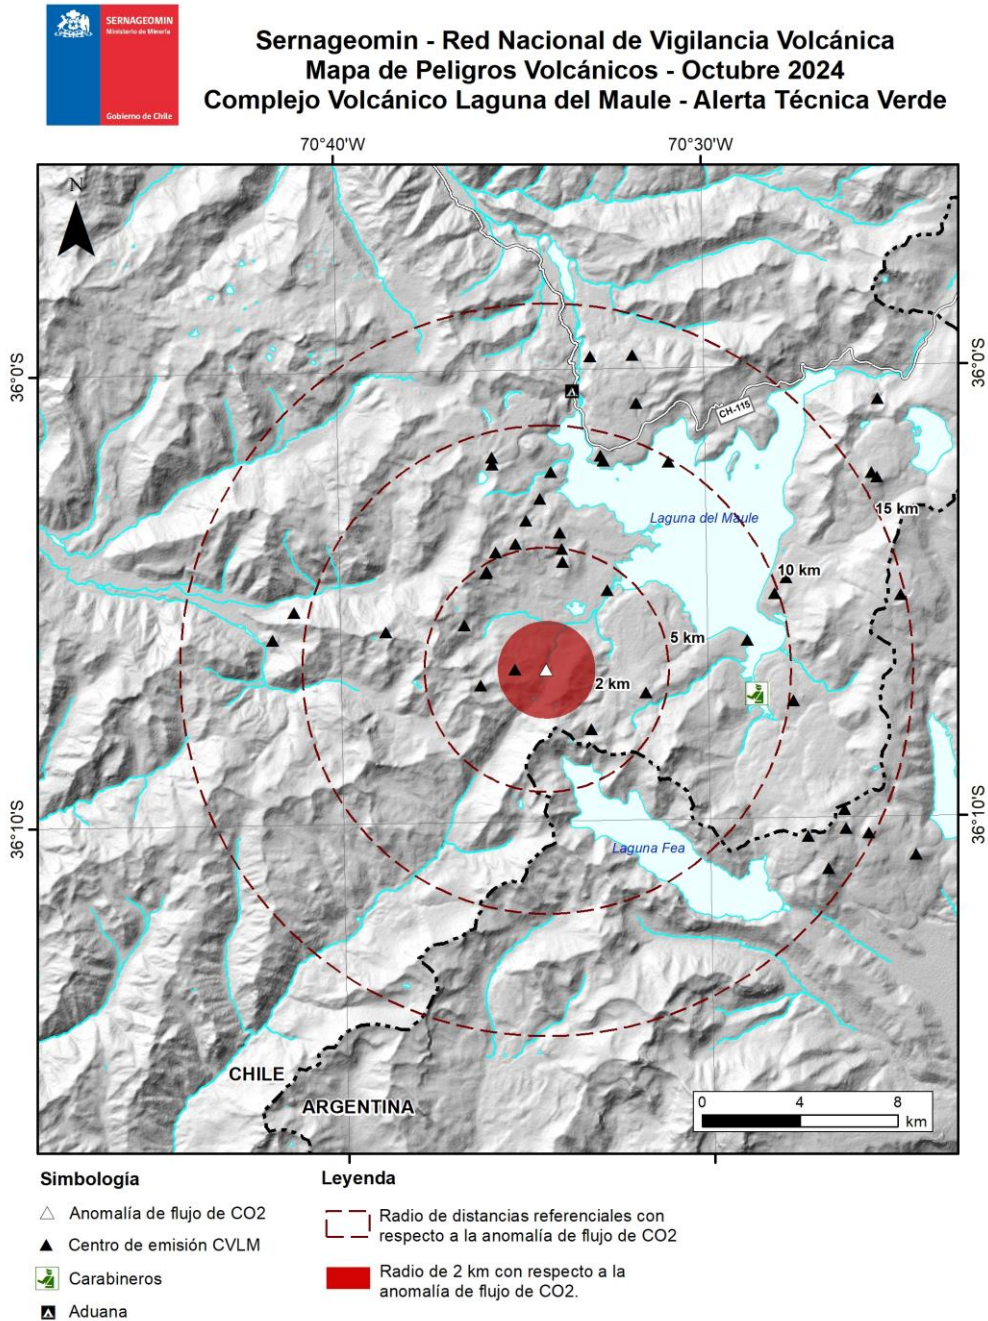 SERNAGEOMIN
Ministerio de Minería
Gobierno de Chile
Sernageomin - Red Nacional de Vigilancia Volcánica
Mapa de Peligros Volcánicos - Octubre 2024
Complejo Volcánico Laguna del Maule - Alerta Técnica Verde
70°40'O 70°30'O
N
36°0'S 36°0'S
CH-115
15 km
Laguna del Maule
10 km
5 km
2 km
36°10'S 36°10'S
Laguna Fea
CHILE
ARGENTINA
0 4 8
km
Simbología
Anomalía de flujo de CO2
Centro de emisión CVLM
Carabineros
Aduana
Leyenda
Radio de distancias referenciales con
respecto a la anomalía de flujo de CO2
Radio de 2 km con respecto a la
anomalía de flujo de CO2.